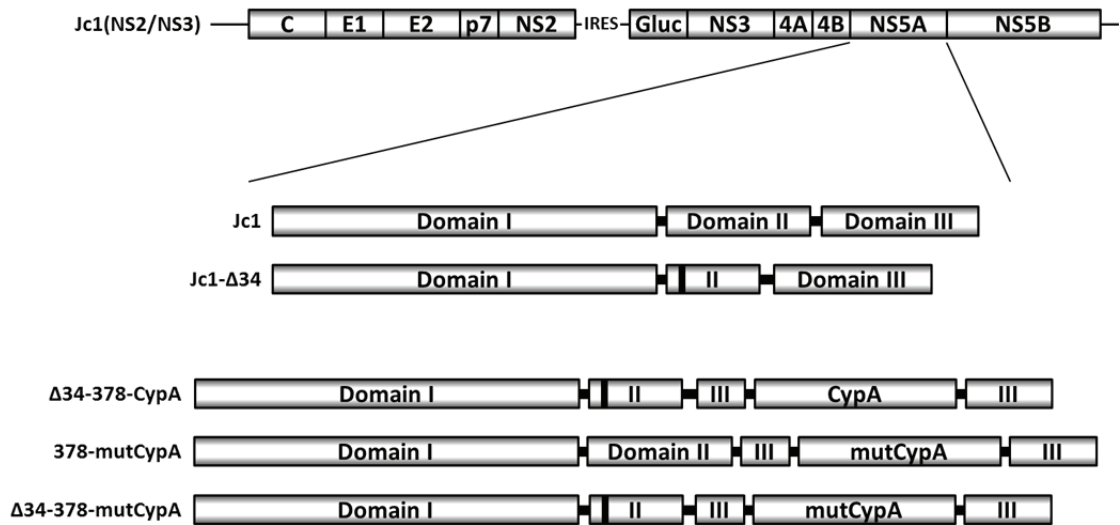 Jc1(NS2/NS3) C E1 E2 p7 NS2 IRES Gluc NS3 4A 4B NS5A NS5B
Jc1 Domain I Domain II Domain III
Jc1-Δ34 Domain I II Domain III
Δ34-378-CypA Domain I II III CypA III
378-mutCypA Domain I Domain II III mutCypA III
Δ34-378-mutCypA Domain I II III mutCypA III